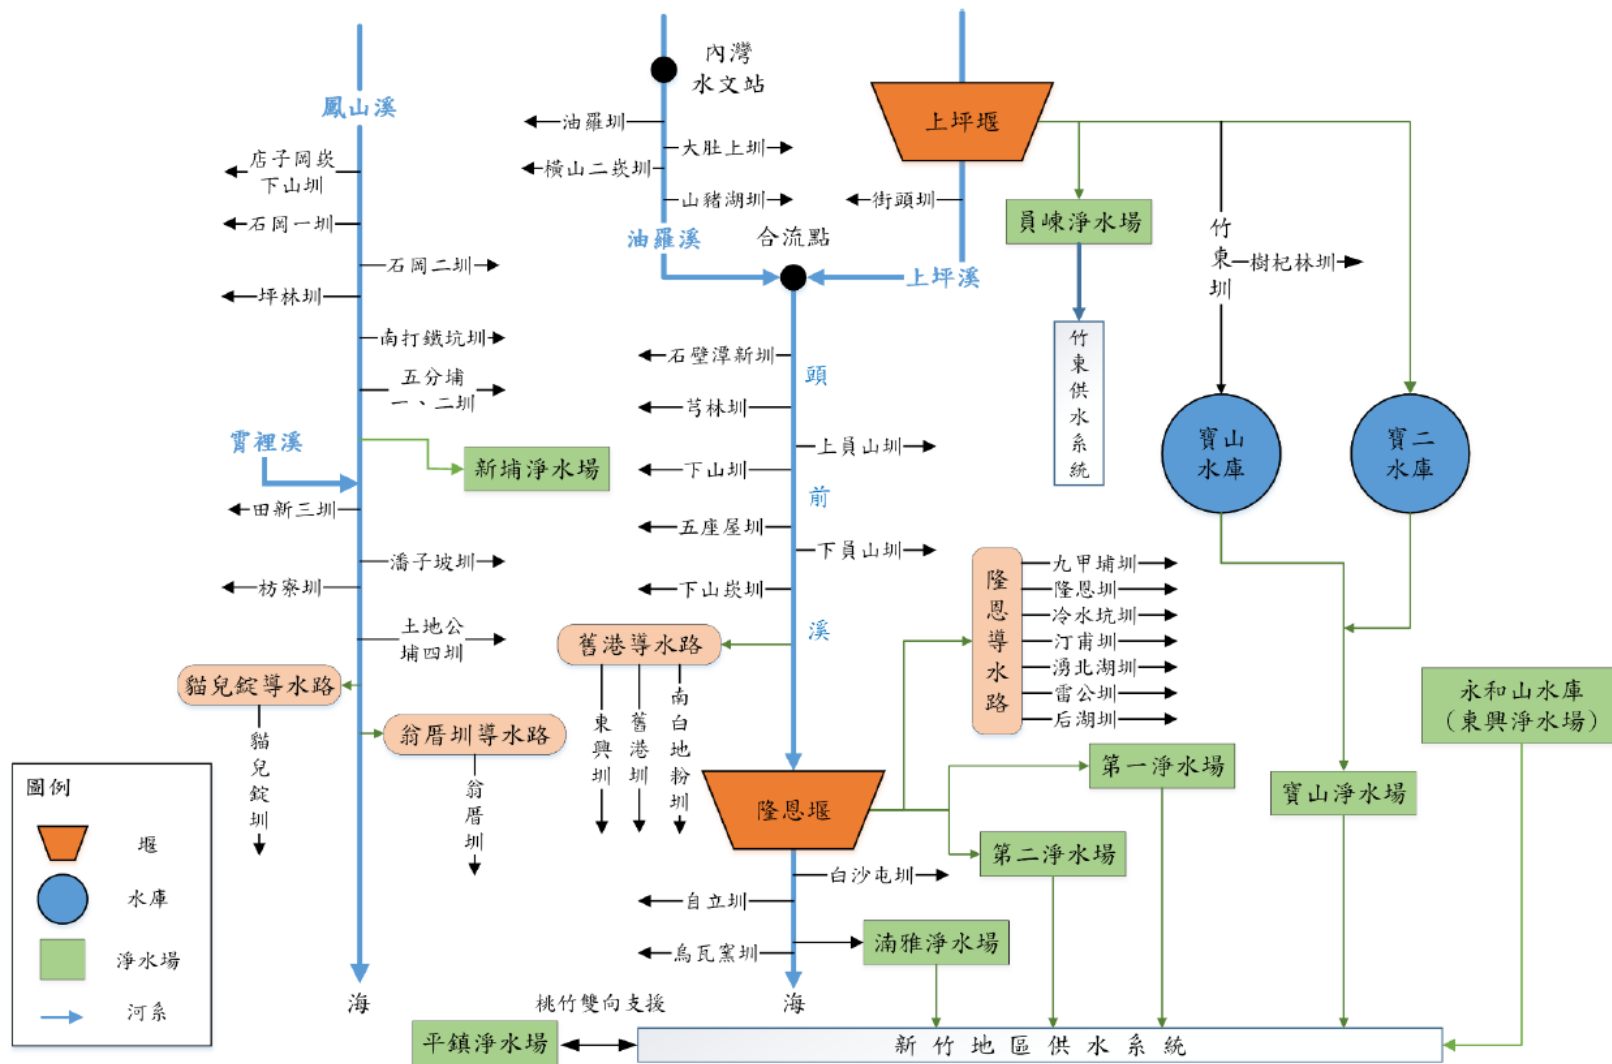 內灣
水文站
鳳山溪
上坪堰
油羅圳
店子岡崁
下山圳
大肚上圳
橫山二崁圳
山豬湖圳
街頭圳
員崠淨水場
石岡一圳
油羅溪
合流點
竹東圳
樹杞林圳
石岡二圳
上坪溪
坪林圳
南打鐵坑圳
石壁潭新圳
竹東供水系統
頭
五分埔
一、二圳
芎林圳
霄裡溪
上員山圳
寶山
水庫
寶二
水庫
新埔淨水場
下山圳
前
田新三圳
五座屋圳
下員山圳
潘子坡圳
隆恩導水路
九甲埔圳
隆恩圳
冷水坑圳
汀甫圳
湧北湖圳
雷公圳
后湖圳
枋寮圳
下山崁圳
土地公
埔四圳
溪
舊港導水路
貓兒錠導水路
東興圳
舊港圳
南白地粉圳
永和山水庫
(東興淨水場)
翁厝圳導水路
貓兒錠圳
翁厝圳
第一淨水場
寶山淨水場
圖例
隆恩堰
堰
第二淨水場
白沙屯圳
水庫
自立圳
湳雅淨水場
烏瓦窯圳
淨水場
河系
海
桃竹雙向支援
海
平鎮淨水場
新竹地區供水系統